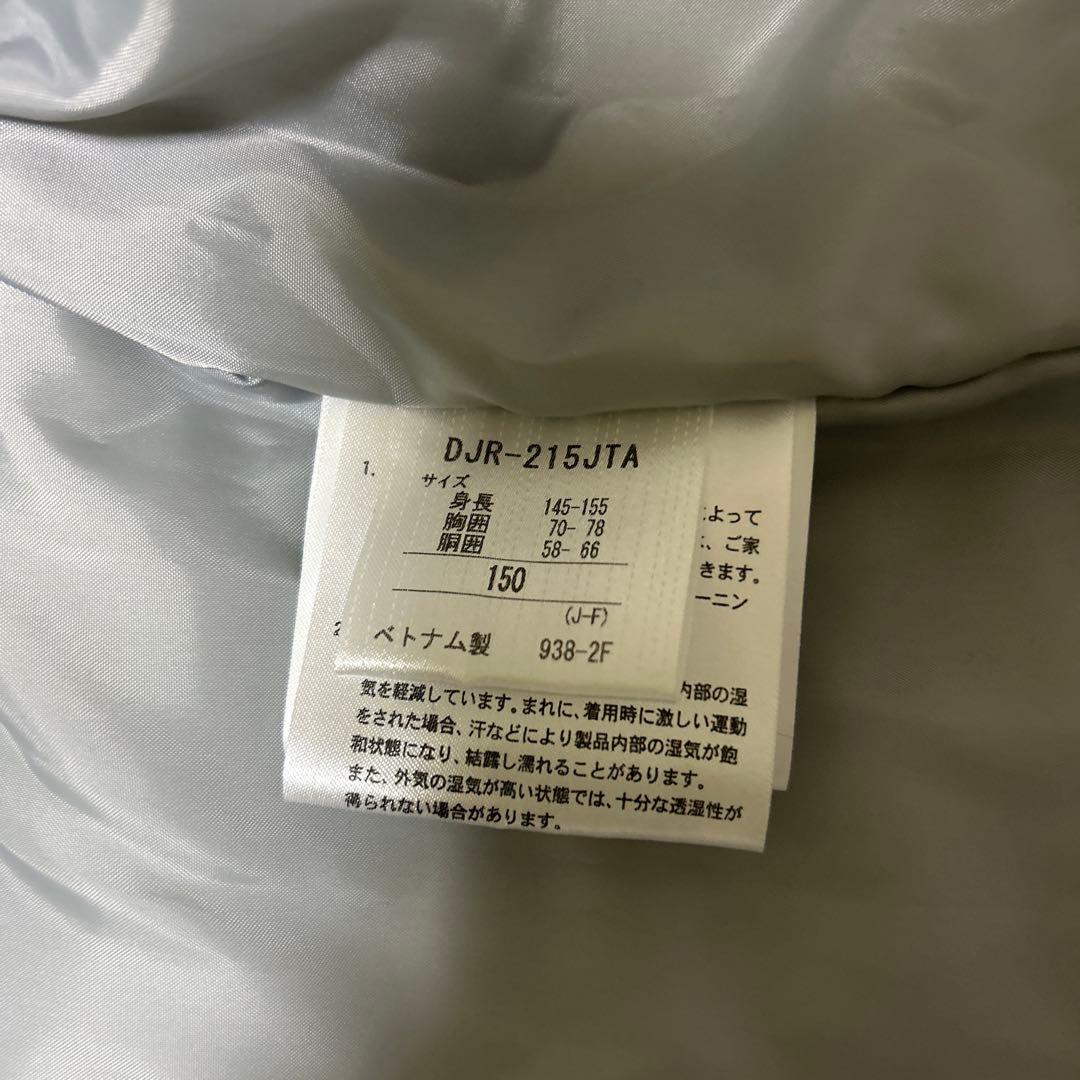 DJR-215JTA
サイズ
身長 145-155
胸囲 70- 78
胴囲 58- 66
150
(J-F)
ベトナム製 938-2F
1.
よって
、ご家
きます。
ーニン
2
内部の湿
気を軽減しています。まれに、着用時に激しい運動
をされた場合、汗などにより製品内部の湿気が飽
和状態になり、結露し濡れることがあります。
また、外気の湿気が高い状態では、十分な透湿性が
得られない場合があります。